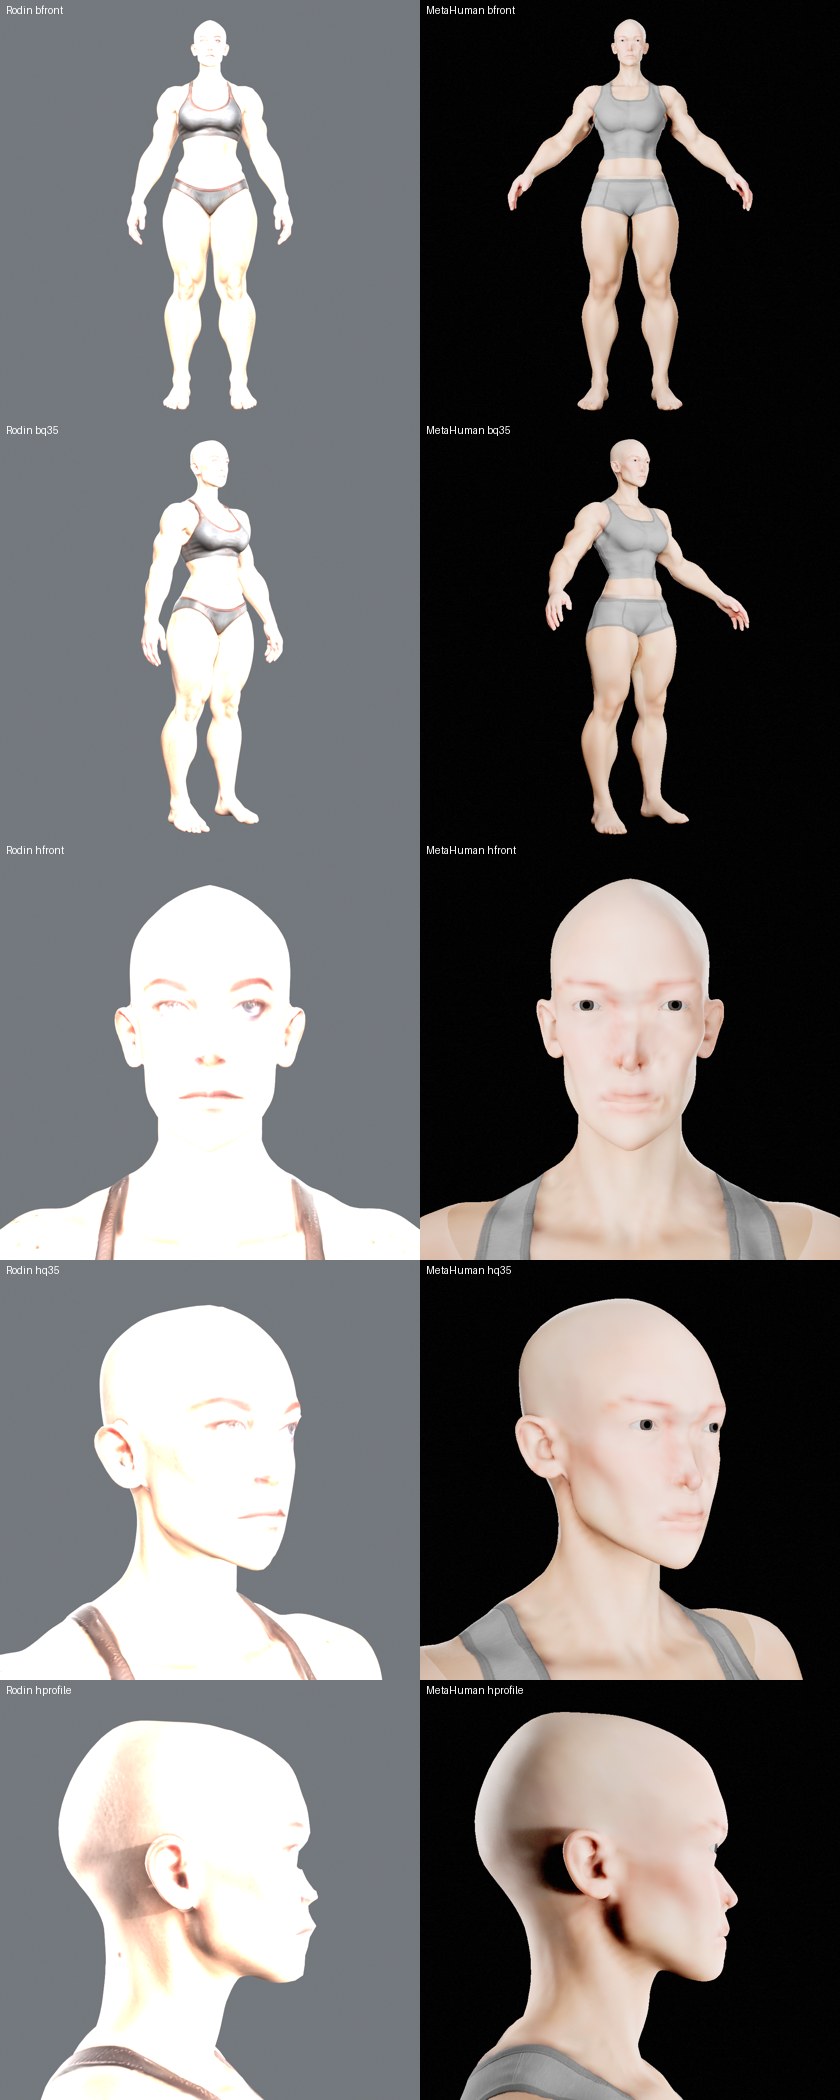 Rodin bfront
MetaHuman bfront
Rodin bq35
MetaHuman bq35
Rodin hfront
MetaHuman hfront
Rodin hq35
MetaHuman hq35
Rodin hprofile
MetaHuman hprofile